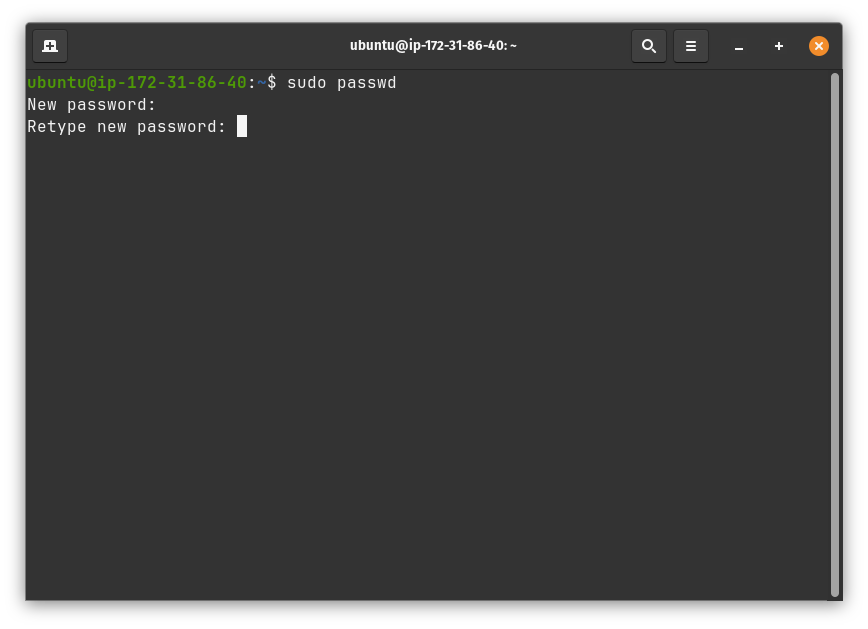 ubuntu@ip-172-31-86-40: ~
ubuntu@ip-172-31-86-40:~$ sudo passwd
New password:
Retype new password: